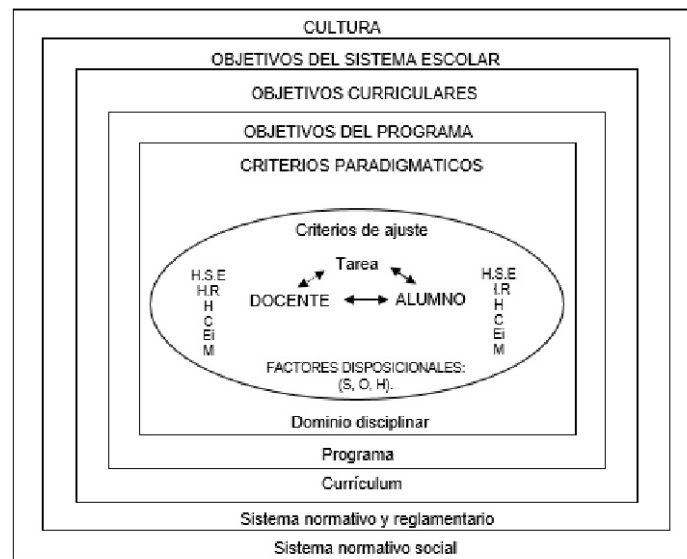 CULTURA
OBJETIVOS DEL SISTEMA ESCOLAR
OBJETIVOS CURRICULARES
OBJETIVOS DEL PROGRAMA
CRITERIOS PARADIGMATICOS
Criterios de ajuste
Tarea
DOCENTE
ALUMNO
H.S.E
H.R
H
C
Ei
M
H.S.E
I.R
H
C
Ei
M
FACTORES DISPOSICIONALES:
(S, O, H).
Dominio disciplinar
Programa
Currículum
Sistema normativo y reglamentario
Sistema normativo social